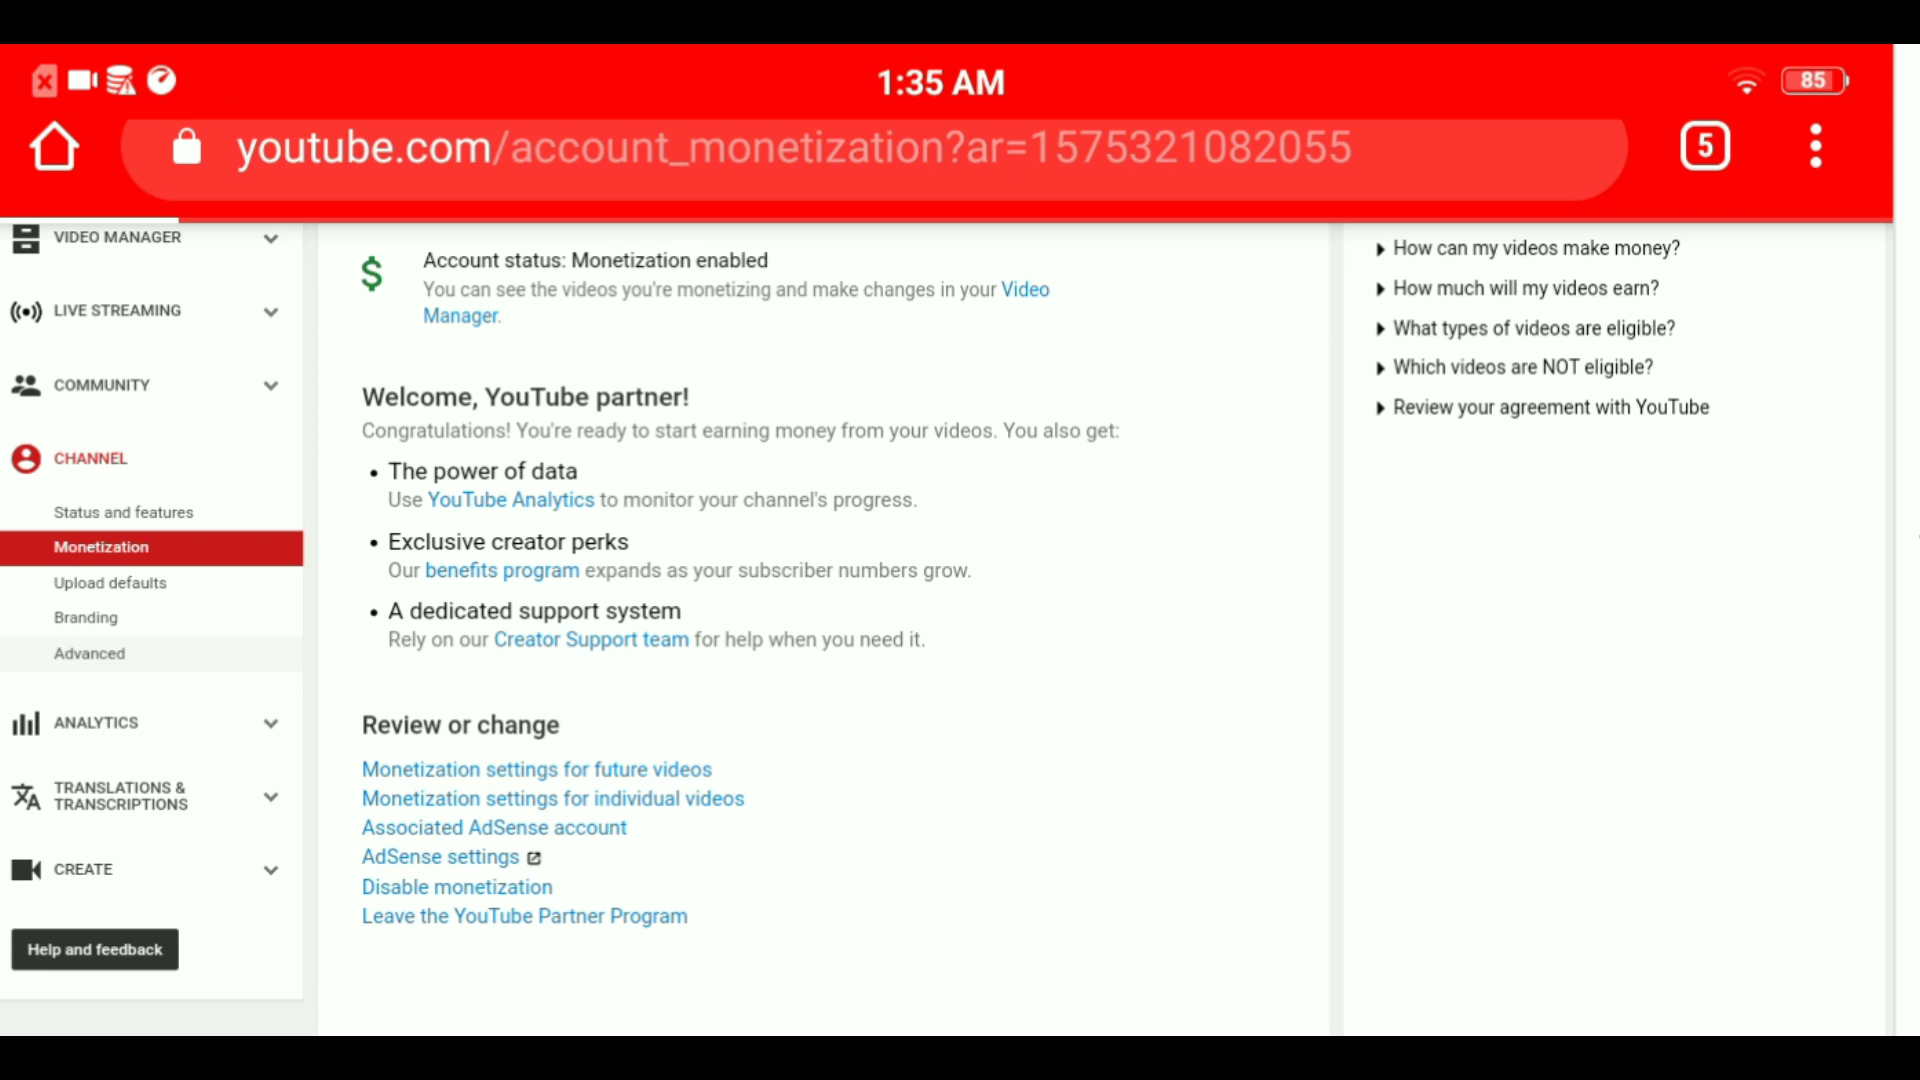 1:35 AM
85
youtube.com/account_monetization?ar=1575321082055
5
VIDEO MANAGER
LIVE STREAMING
COMMUNITY
CHANNEL
Status and features
Monetization
Upload defaults
Branding
Advanced
ANALYTICS
TRANSLATIONS &
TRANSCRIPTIONS
CREATE
Help and feedback
Account status: Monetization enabled
You can see the videos you're monetizing and make changes in your Video
Manager.
Welcome, YouTube partner!
Congratulations! You're ready to start earning money from your videos. You also get:
• The power of data
Use YouTube Analytics to monitor your channel's progress.
• Exclusive creator perks
Our benefits program expands as your subscriber numbers grow.
• A dedicated support system
Rely on our Creator Support team for help when you need it.
Review or change
Monetization settings for future videos
Monetization settings for individual videos
Associated AdSense account
AdSense settings
Disable monetization
Leave the YouTube Partner Program
How can my videos make money?
How much will my videos earn?
What types of videos are eligible?
Which videos are NOT eligible?
Review your agreement with YouTube